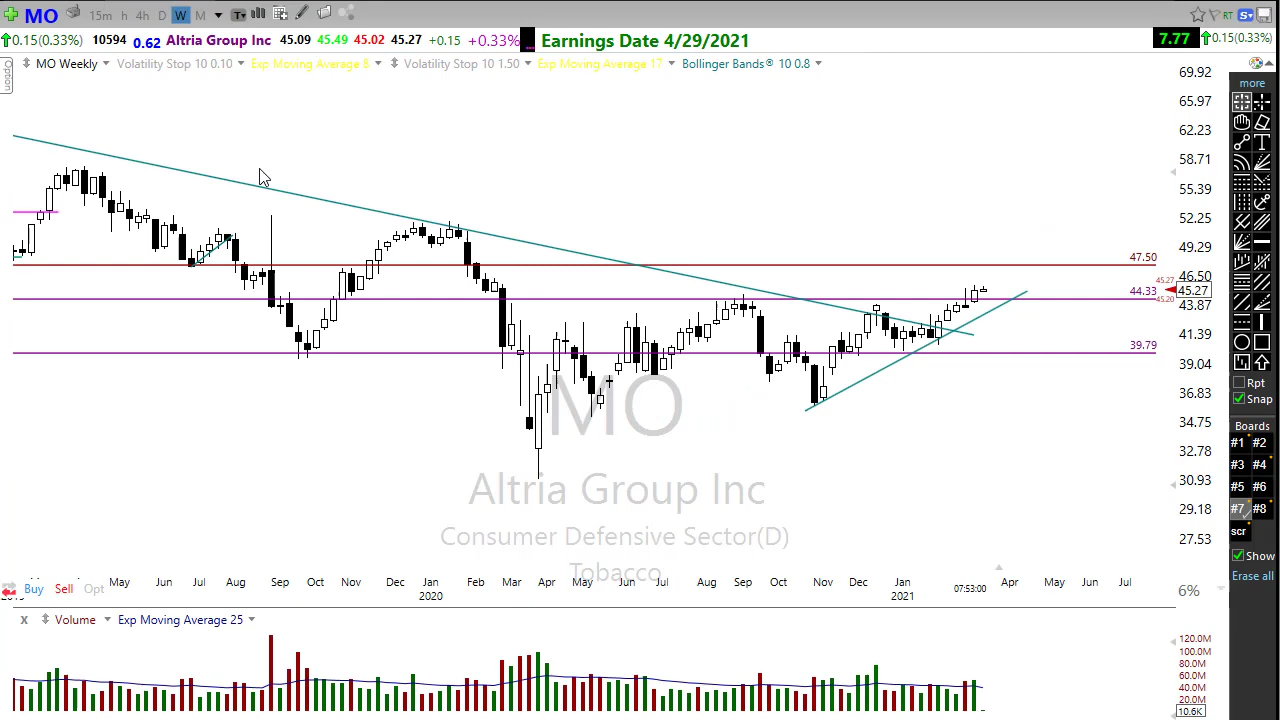 MO 15m h 4h D W M T RT S
0.15(0.33%) 10594 0.62 Altria Group Inc 45.09 45.49 45.02 45.27 +0.15 +0.33% ... Earnings Date 4/29/2021 7.77 0.15(0.33%)
MO Weekly Volatility Stop 10 0.10 Exp Moving Average 8 Volatility Stop 10 1.50 Exp Moving Average 17 Bollinger Bands® 10 0.8
Option
69.92
65.97
62.23
58.71
55.39
52.25
49.29
46.50
43.87
41.39
39.04
36.83
34.75
32.78
30.93
29.18
27.53
47.50
44.33
39.79
45.27
45.27
45.20
MO
Altria Group Inc
Consumer Defensive Sector(D)
Tobacco
more
Rpt
Snap
Boards
#1 #2
#3 #4
#5 #6
#7 #8
scr
Show
Erase all
May Jun Jul Aug Sep Oct Nov Dec Jan Feb Mar Apr May Jun Jul Aug Sep Oct Nov Dec Jan 07:53:00 Apr May Jun Jul
2020 2021
Buy Sell Opt 6%
x Volume Exp Moving Average 25
120.0M
100.0M
80.0M
60.0M
40.0M
20.0M
10.6K